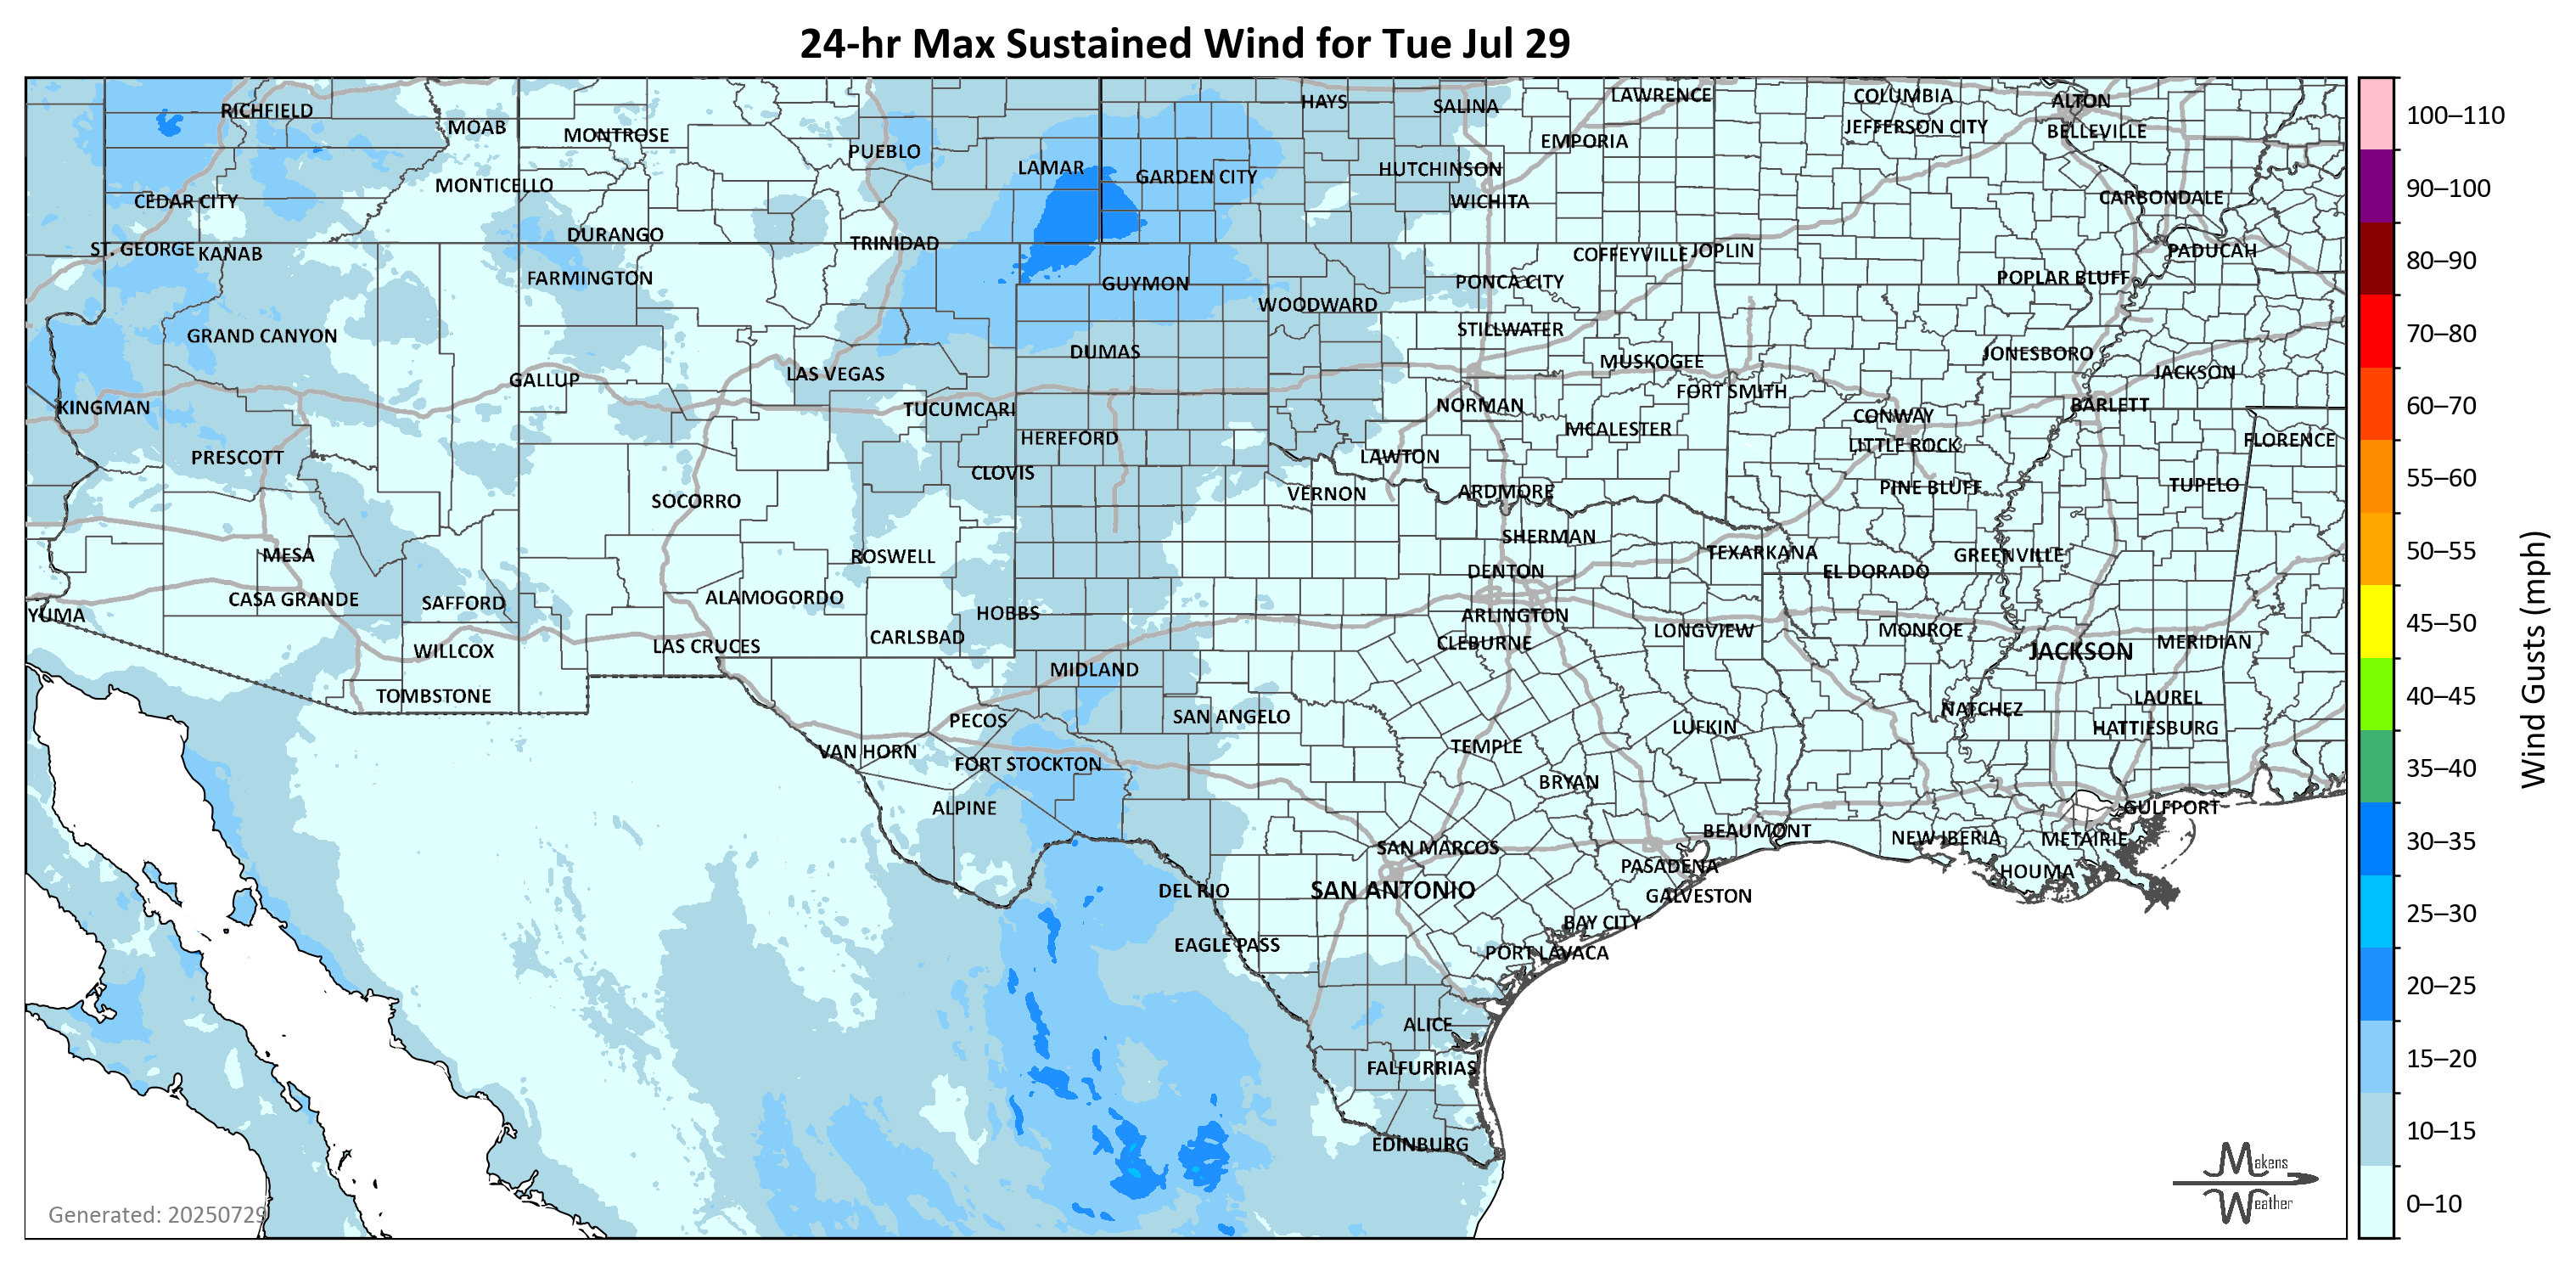 24-hr Max Sustained Wind for Tue Jul 29
RICHFIELD
MOAB
MONTROSE
PUEBLO
LAMAR
HAYS
SALINA
LAWRENCE
EMPORIA
COLUMBIA
JEFFERSON CITY
ALTON
BELLEVILLE
MONTICELLO
GARDEN CITY
HUTCHINSON
WICHITA
CARBONDALE
CEDAR CITY
ST. GEORGE
KANAB
DURANGO
TRINIDAD
FARMINGTON
GUYMON
WOODWARD
PONCA CITY
COFFEYVILLE
JOPLIN
POPLAR BLUFF
PADUCAH
GRAND CANYON
DUMAS
STILLWATER
MUSKOGEE
JONESBORO
JACKSON
KINGMAN
GALLUP
LAS VEGAS
TUCUMCARI
NORMAN
FORT SMITH
CONWAY
BARLETT
PRESCOTT
HEREFORD
CLOVIS
LAWTON
MCALESTER
LITTLE ROCK
FLORENCE
SOCORRO
VERNON
ARDMORE
PINE BLUFF
TUPELO
MESA
ROSWELL
SHERMAN
TEXARKANA
GREENVILLE
DENTON
EL DORADO
YUMA
CASA GRANDE
SAFFORD
ALAMOGORDO
HOBBS
ARLINGTON
CLEBURNE
LONGVIEW
MONROE
WILLCOX
LAS CRUCES
CARLSBAD
MIDLAND
JACKSON
MERIDIAN
TOMBSTONE
PECOS
SAN ANGELO
LUFKIN
NATCHEZ
LAUREL
HATTIESBURG
VAN HORN
FORT STOCKTON
TEMPLE
BRYAN
ALPINE
SAN MARCOS
BEAUMONT
NEW IBERIA
METAIRIE
GULFPORT
DEL RIO
SAN ANTONIO
PASADENA
GALVESTON
HOUMA
EAGLE PASS
BAY CITY
PORT LAVACA
ALICE
FALFURRIAS
EDINBURG
100–110
90–100
80–90
70–80
60–70
55–60
50–55
45–50
40–45
35–40
30–35
25–30
20–25
15–20
10–15
0–10
Wind Gusts (mph)
Generated: 20250729
Makens
Weather